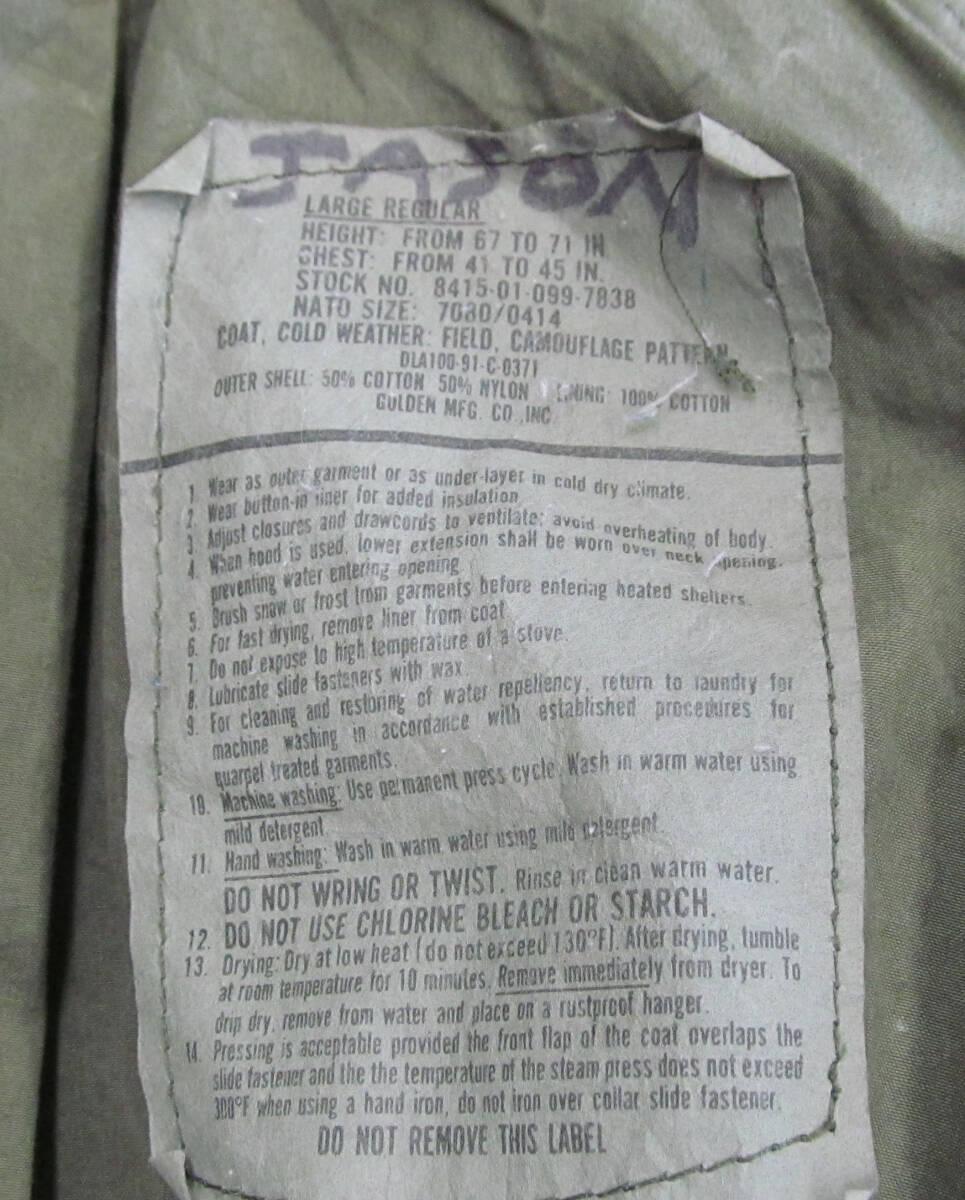 JASON
LARGE REGULAR
HEIGHT: FROM 67 TO 71 IN
CHEST: FROM 41 TO 45 IN.
STOCK NO. 8415-01-099-7838
NATO SIZE: 7080/0414
COAT, COLD WEATHER: FIELD, CAMOUFLAGE PATTERN,
DLA100-91-C-0371
OUTER SHELL: 50% COTTON 50% NYLON LINING: 100% COTTON
GOLDEN MFG. CO.,INC
1. Wear as outer garment or as under-layer in cold dry climate.
2. Wear button-in liner for added insulation
3. Adjust closures and drawcords to ventilate; avoid overheating of body.
4. When hood is used, lower extension shall be worn over neck opening.
preventing water entering opening.
5. Brush snow or frost from garments before entering heated shelters.
6. For fast drying, remove liner from coat
7. Do not expose to high temperature of a stove.
8. Lubricate slide fasteners with wax.
9. For cleaning and restoring of water repellency, return to laundry for
machine washing in accordance with established procedures for
quarpel treated garments.
10. Machine washing: Use permanent press cycle. Wash in warm water using
mild detergent
11. Hand washing: Wash in warm water using mild detergent.
DO NOT WRING OR TWIST. Rinse in clean warm water.
12. DO NOT USE CHLORINE BLEACH OR STARCH.
13. Drying: Dry at low heat (do not exceed 130°F). After drying, tumble
at room temperature for 10 minutes. Remove immediately from dryer. To
drip dry, remove from water and place on a rustproof hanger.
14. Pressing is acceptable provided the front flap of the coat overlaps the
slide fastener and the the temperature of the steam press does not exceed
300°F when using a hand iron, do not iron over collar slide fastener.
DO NOT REMOVE THIS LABEL